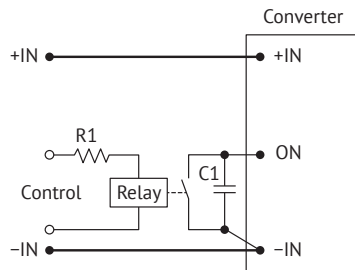 Converter
+IN
+IN
R1
ON
C1
Control
Relay
−IN
−IN